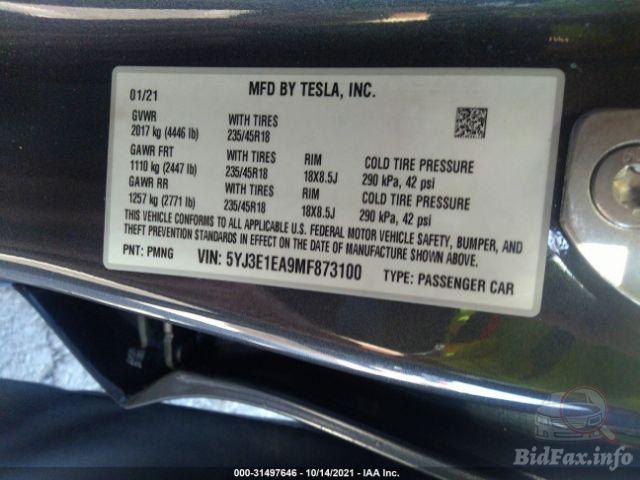 01/21 MFD BY TESLA, INC.
GVWR WITH TIRES
2017 kg (4446 lb) 235/45R18
GAWR FRT WITH TIRES RIM COLD TIRE PRESSURE
1110 kg (2447 lb) 235/45R18 18X8.5J 290 kPa, 42 psi
GAWR RR WITH TIRES RIM COLD TIRE PRESSURE
1257 kg (2771 lb) 235/45R18 18X8.5J 290 kPa, 42 psi
THIS VEHICLE CONFORMS TO ALL APPLICABLE U.S. FEDERAL MOTOR VEHICLE SAFETY, BUMPER, AND
THEFT PREVENTION STANDARDS IN EFFECT ON THE DATE OF MANUFACTURE SHOWN ABOVE.
PNT: PMNG VIN: 5YJ3E1EA9MF873100 TYPE: PASSENGER CAR
BidFax.info
000-31497646 - 10/14/2021 - IAA Inc.